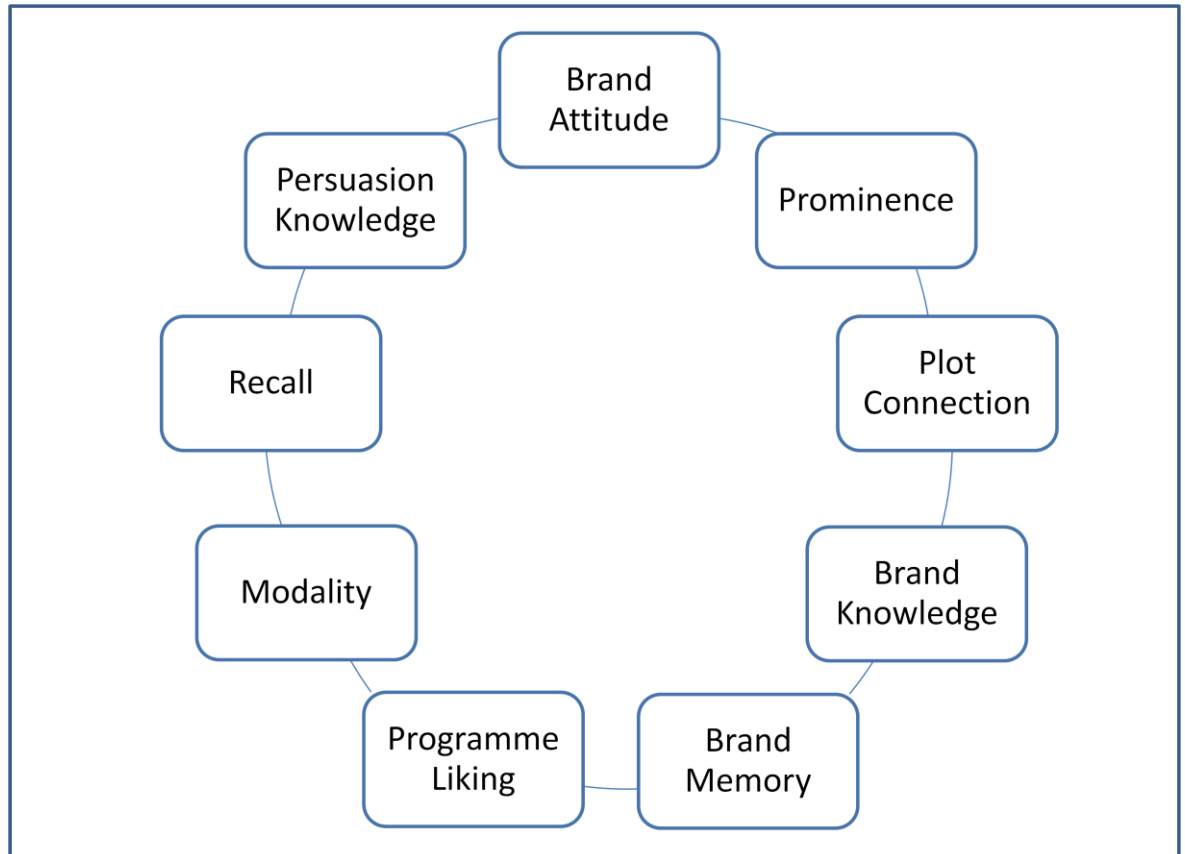 Brand
Attitude
Prominence
Plot
Connection
Brand
Knowledge
Brand
Memory
Programme
Liking
Modality
Recall
Persuasion
Knowledge